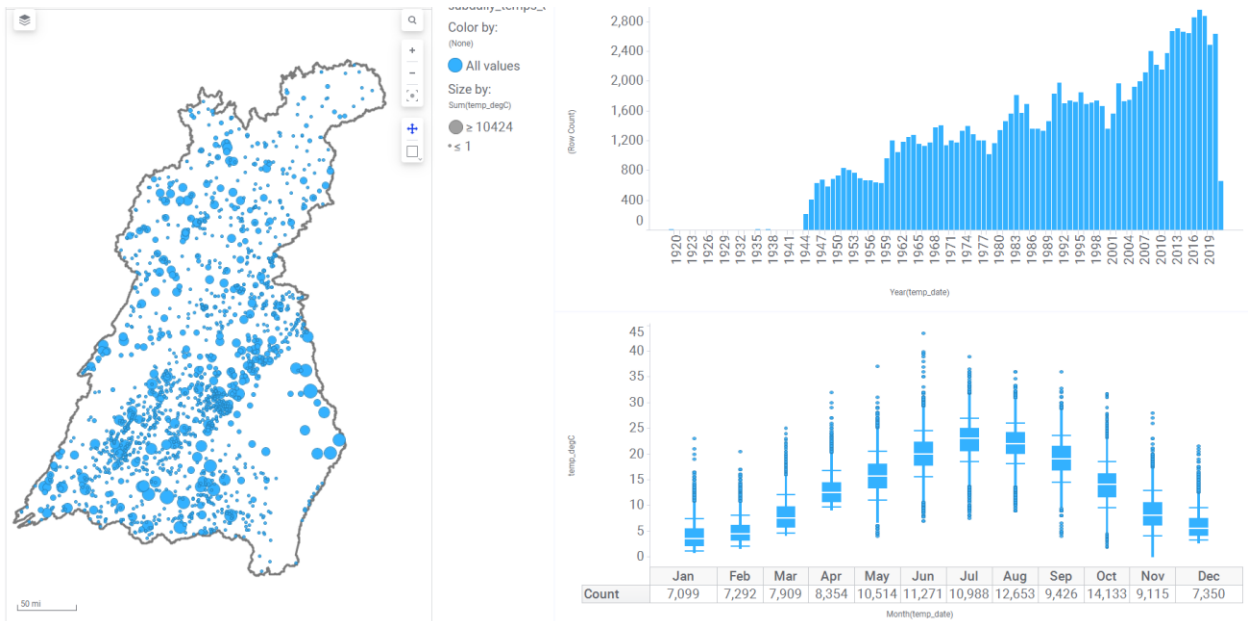 Color by:
(None)
All values
Size by:
Sum(temp_degC)
≥ 10424
≤ 1
50 mi
2,800
2,400
2,000
1,600
1,200
800
400
0
(Row Count)
1920 1923 1926 1929 1932 1935 1938 1941 1944 1947 1950 1953 1956 1959 1962 1965 1968 1971 1974 1977 1980 1983 1986 1989 1992 1995 1998 2001 2004 2007 2010 2013 2016 2019
Year(temp_date)
45
40
35
30
25
20
15
10
5
0
temp_degC
Jan Feb Mar Apr May Jun Jul Aug Sep Oct Nov Dec
Count 7,099 7,292 7,909 8,354 10,514 11,271 10,988 12,653 9,426 14,133 9,115 7,350
Month(temp_date)